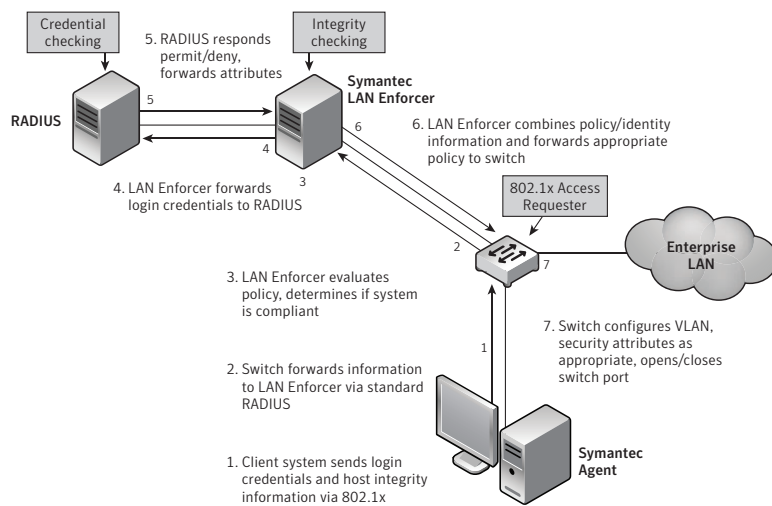 Credential
checking
Integrity
checking
5. RADIUS responds
permit/deny,
forwards attributes
Symantec
LAN Enforcer
RADIUS
5
4
6
3
6. LAN Enforcer combines policy/identity
information and forwards appropriate
policy to switch
4. LAN Enforcer forwards
login credentials to RADIUS
802.1x Access
Requester
2
7
Enterprise
LAN
3. LAN Enforcer evaluates
policy, determines if system
is compliant
1
7. Switch configures VLAN,
security attributes as
appropriate, opens/closes
switch port
2. Switch forwards information
to LAN Enforcer via standard
RADIUS
Symantec
Agent
1. Client system sends login
credentials and host integrity
information via 802.1x